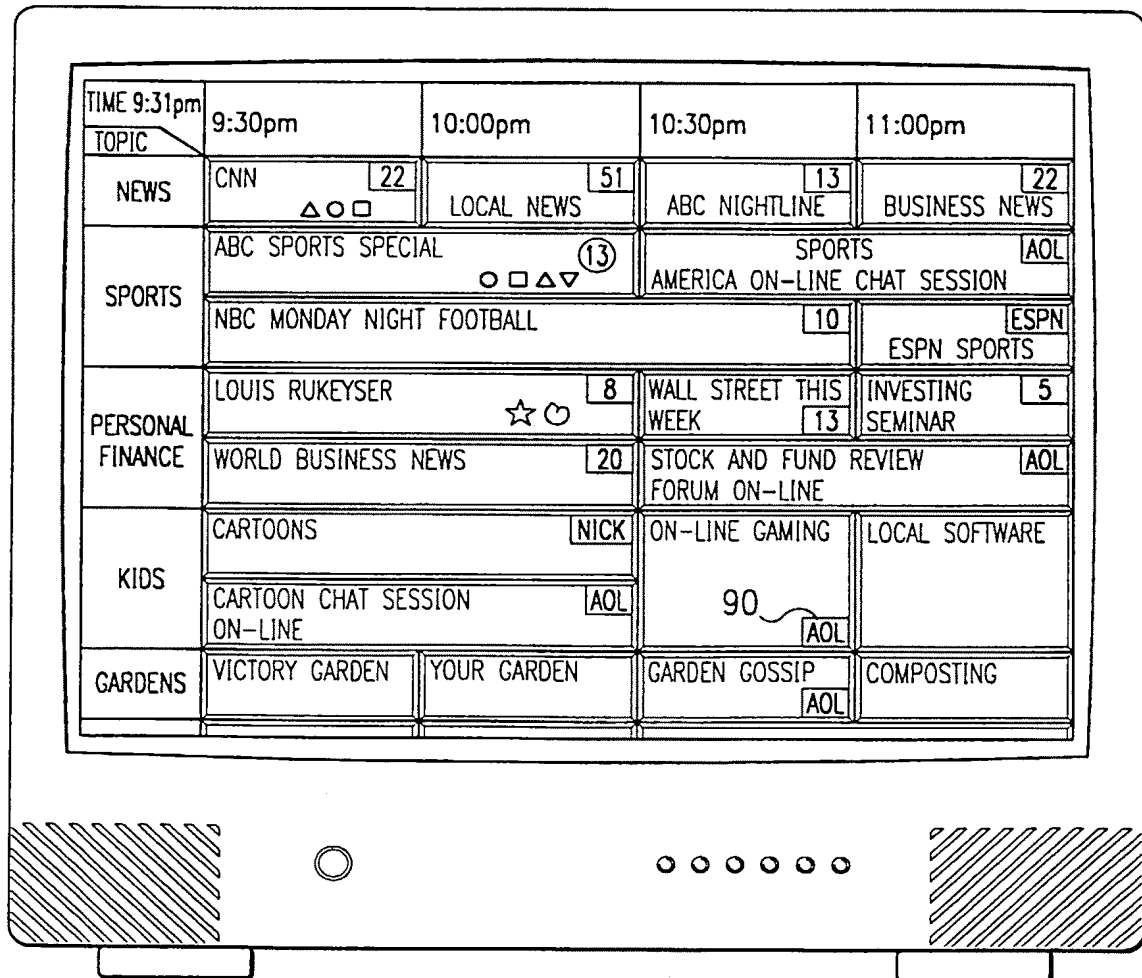 TIME 9:31pm
TOPIC
9:30pm 10:00pm 10:30pm 11:00pm
NEWS
CNN 22
51
LOCAL NEWS
13
ABC NIGHTLINE
22
BUSINESS NEWS
SPORTS
ABC SPORTS SPECIAL 13
SPORTS AOL
AMERICA ON-LINE CHAT SESSION
NBC MONDAY NIGHT FOOTBALL 10
ESPN
ESPN SPORTS
PERSONAL
FINANCE
LOUIS RUKEYSER 8
WALL STREET THIS
WEEK 13
INVESTING 5
SEMINAR
WORLD BUSINESS NEWS 20
STOCK AND FUND REVIEW AOL
FORUM ON-LINE
KIDS
CARTOONS NICK
CARTOON CHAT SESSION AOL
ON-LINE
ON-LINE GAMING
90
AOL
LOCAL SOFTWARE
GARDENS
VICTORY GARDEN
YOUR GARDEN
GARDEN GOSSIP
AOL
COMPOSTING